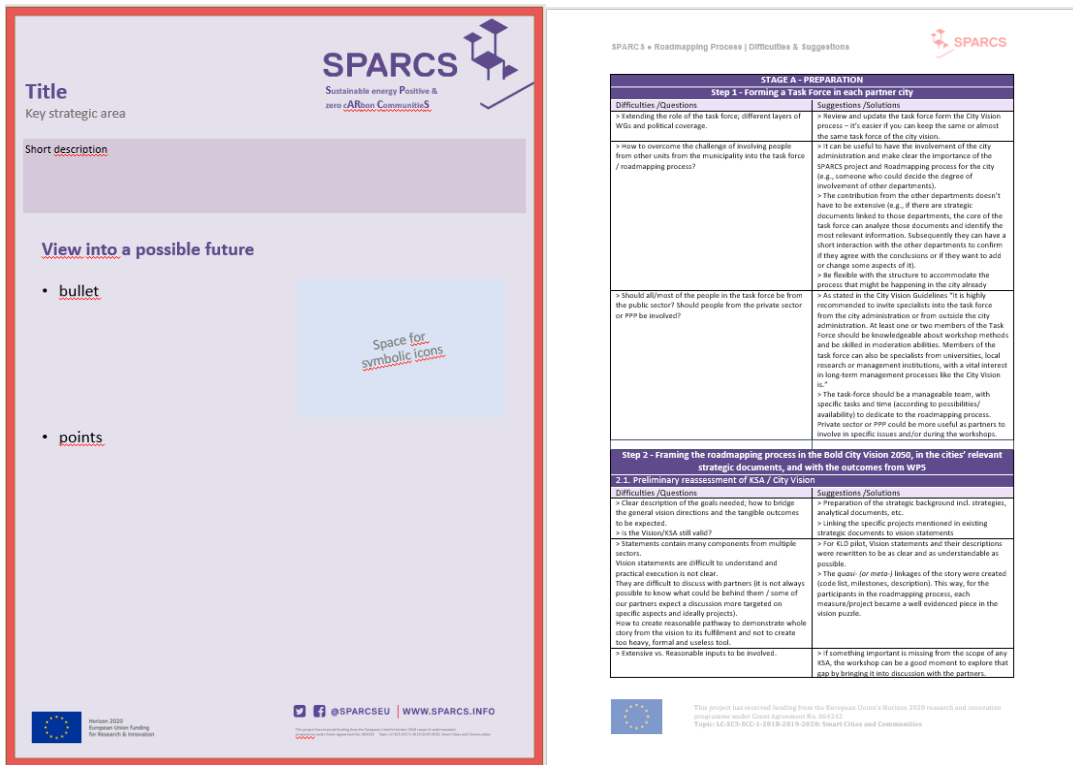 SPARCS
Sustainable energy Positive &
zero cARbon CommunitieS
Title
Key strategic area
Short description
View into a possible future
• bullet
Space for
symbolic icons
• points
Horizon 2020
European Union funding
for Research & Innovation
@SPARCSEU | WWW.SPARCS.INFO
SPARCS ● Roadmapping Process | Difficulties & Suggestions
SPARCS
STAGE A - PREPARATION
Step 1 - Forming a Task Force in each partner city
Difficulties /Questions
Suggestions /Solutions
> Extending the role of the task force; different layers of
WGs and political coverage.
> Review and update the task force form the City Vision
process – it's easier if you can keep the same or almost
the same task force of the city vision.
> How to overcome the challenge of involving people
from other units from the municipality into the task force
/ roadmapping process?
> It can be useful to have the involvement of the city
administration and make clear the importance of the
SPARCS project and Roadmapping process for the city
(e.g., someone who could decide the degree of
involvement of other departments).
> The contribution from the other departments doesn't
have to be extensive (e.g., if there are strategic
documents linked to those departments, the core of the
task force can analyze those documents and identify the
most relevant information. Subsequently they can have a
short interaction with the other departments to confirm
if they agree with the conclusions or if they want to add
or change some aspects of it).
> Be flexible with the structure to accommodate the
process that might be happening in the city already
> Should all/most of the people in the task force be from
the public sector? Should people from the private sector
or PPP be involved?
> As stated in the City Vision Guidelines "It is highly
recommended to invite specialists into the task force
from the city administration or from outside the city
administration. At least one or two members of the Task
Force should be knowledgeable about workshop methods
and be skilled in moderation abilities. Members of the
task force can also be specialists from universities, local
research or management institutions, with a vital interest
in long-term management processes like the City Vision
is."
> The task-force should be a manageable team, with
specific tasks and time (according to possibilities/
availability) to dedicate to the roadmapping process.
Private sector or PPP could be more useful as partners to
involve in specific issues and/or during the workshops.
Step 2 - Framing the roadmapping process in the Bold City Vision 2050, in the cities' relevant
strategic documents, and with the outcomes from WP5
2.1. Preliminary reassessment of KSA / City Vision
Difficulties /Questions
Suggestions /Solutions
> Clear description of the goals needed; how to bridge
the general vision directions and the tangible outcomes
to be expected.
> Is the Vision/KSA still valid?
> Preparation of the strategic background incl. strategies,
analytical documents, etc.
> Linking the specific projects mentioned in existing
strategic documents to vision statements
> Statements contain many components from multiple
sectors.
Vision statements are difficult to understand and
practical execution is not clear.
They are difficult to discuss with partners (it is not always
possible to know what could be behind them / some of
our partners expect a discussion more targeted on
specific aspects and ideally projects).
How to create reasonable pathway to demonstrate whole
story from the vision to its fulfilment and not to create
too heavy, formal and useless tool.
> For KLD pilot, Vision statements and their descriptions
were rewritten to be as clear and as understandable as
possible.
> The quasi- (or meta-) linkages of the story were created
(code list, milestones, description). This way, for the
participants in the roadmapping process, each
measure/project became a well evidenced piece in the
vision puzzle.
> Extensive vs. Reasonable inputs to be involved.
> If something important is missing from the scope of any
KSA, the workshop can be a good moment to explore that
gap by bringing it into discussion with the partners.
This project has received funding from the European Union's Horizon 2020 research and innovation
programme under Grant Agreement No. 864242
Topic: LC-SC3-SCC-1-2018-2019-2020: Smart Cities and Communities